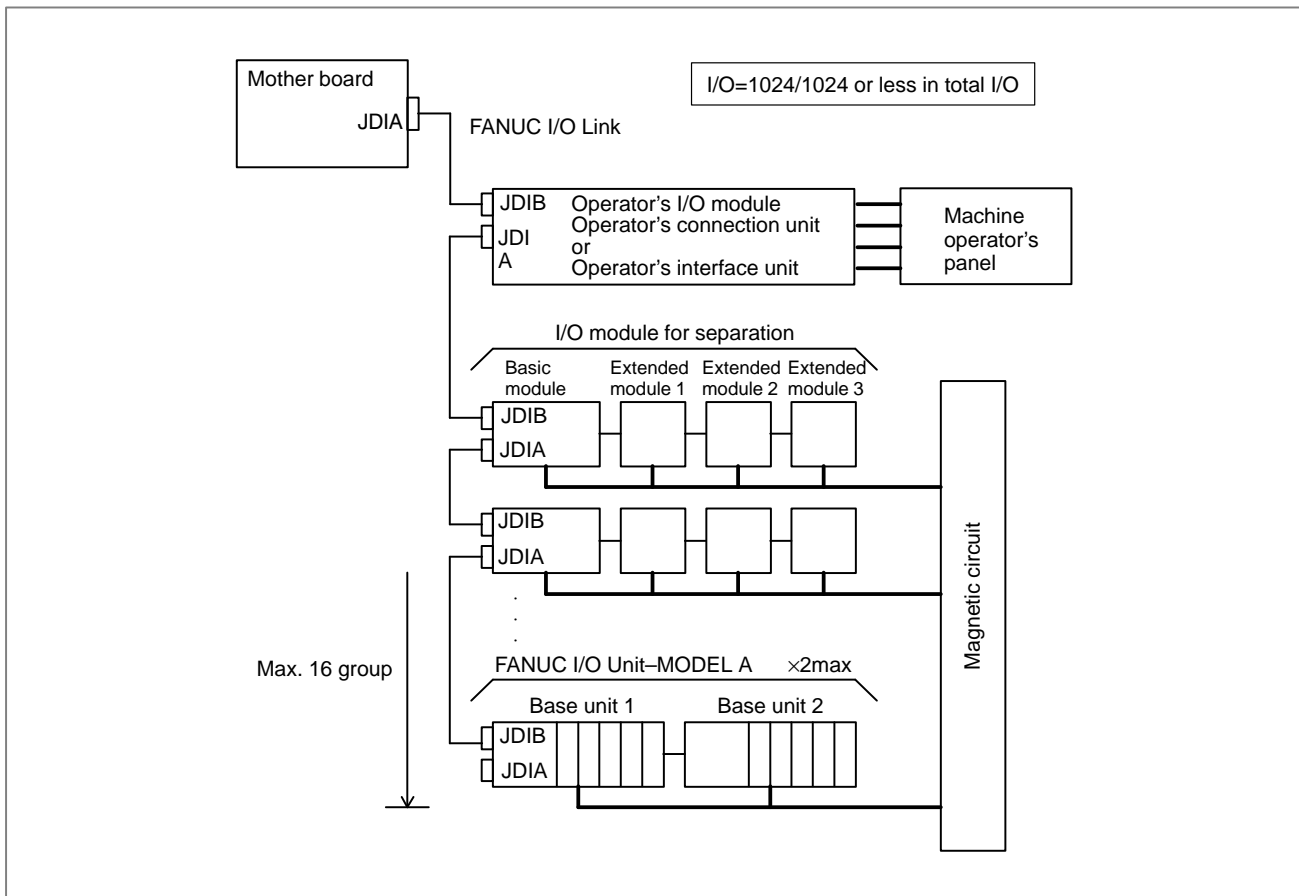 Mother board
I/O=1024/1024 or less in total I/O
JDIA
FANUC I/O Link
JDIB
Operator’s I/O module
JDI
A
Operator’s connection unit
or
Operator’s interface unit
Machine
operator’s
panel
I/O module for separation
Basic
module
Extended
module 1
Extended
module 2
Extended
module 3
JDIB
JDIA
JDIB
JDIA
Magnetic circuit
Max. 16 group
FANUC I/O Unit–MODEL A ×2max
Base unit 1
Base unit 2
JDIB
JDIA